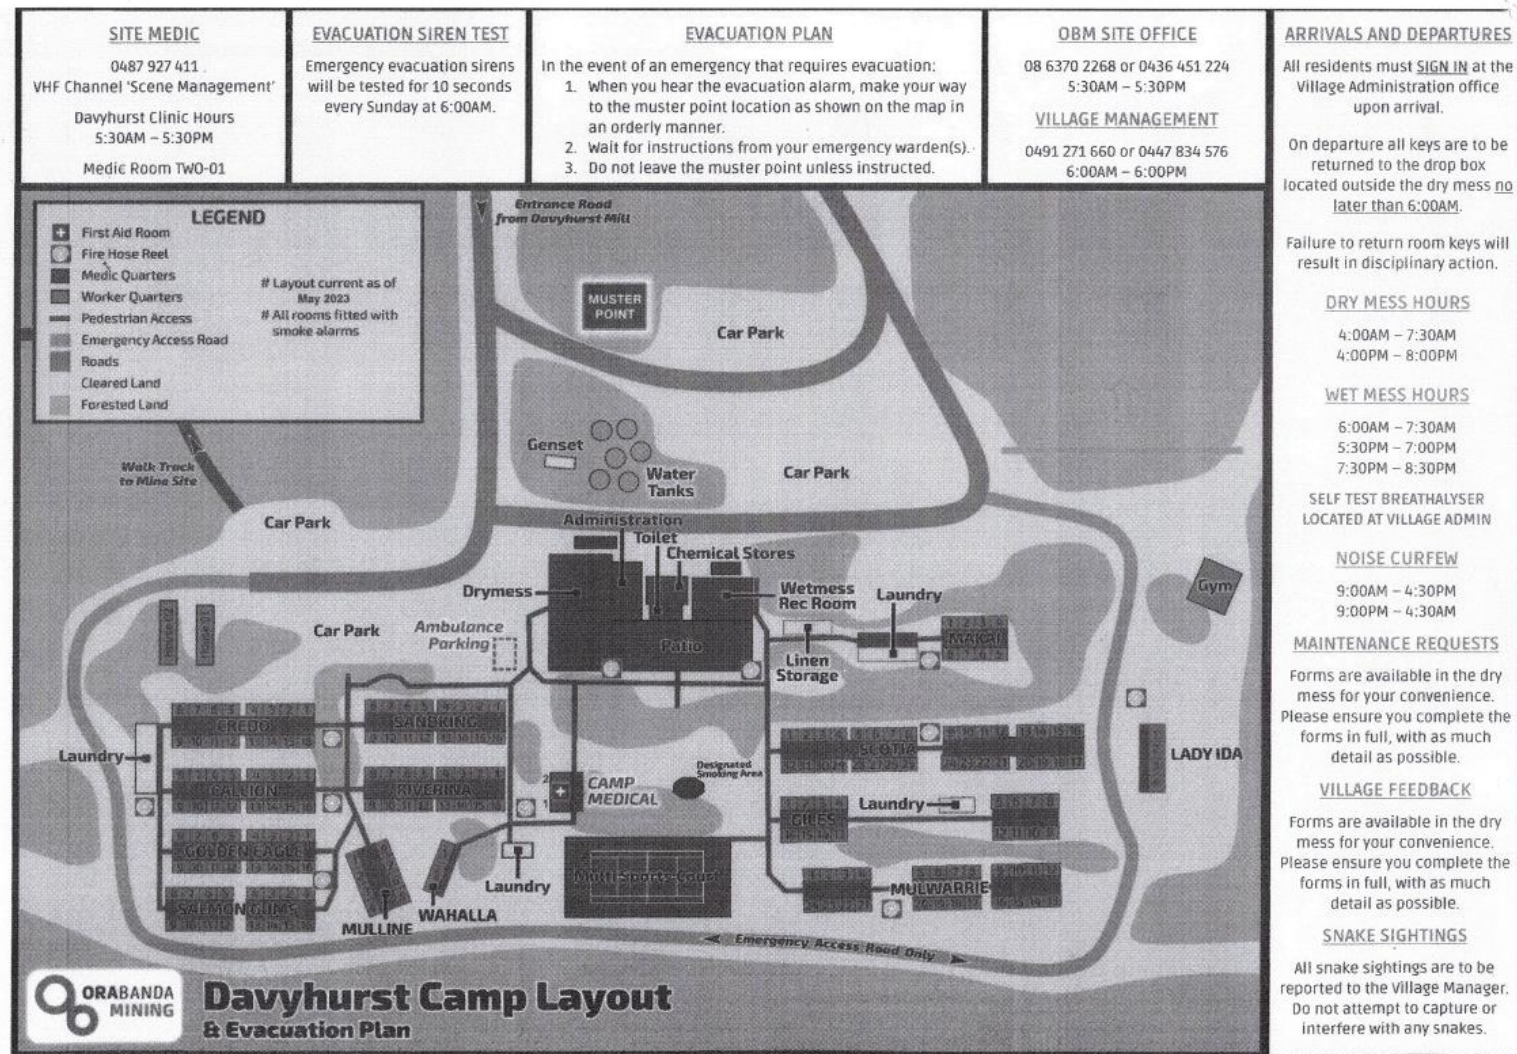 SITE MEDIC
0487 927 411
VHF Channel 'Scene Management'
Davyhurst Clinic Hours
5:30AM – 5:30PM
Medic Room TWO-01
EVACUATION SIREN TEST
Emergency evacuation sirens
will be tested for 10 seconds
every Sunday at 6:00AM.
EVACUATION PLAN
In the event of an emergency that requires evacuation:
1. When you hear the evacuation alarm, make your way
to the muster point location as shown on the map in
an orderly manner.
2. Wait for instructions from your emergency warden(s).
3. Do not leave the muster point unless instructed.
OBM SITE OFFICE
08 6370 2268 or 0436 451 224
5:30AM – 5:30PM
VILLAGE MANAGEMENT
0491 271 660 or 0447 834 576
6:00AM – 6:00PM
ARRIVALS AND DEPARTURES
All residents must SIGN IN at the
Village Administration office
upon arrival.
On departure all keys are to be
returned to the drop box
located outside the dry mess no
later than 6:00AM.
Failure to return room keys will
result in disciplinary action.
DRY MESS HOURS
4:00AM – 7:30AM
4:00PM – 8:00PM
WET MESS HOURS
6:00AM – 7:30AM
5:30PM – 7:00PM
7:30PM – 8:30PM
SELF TEST BREATHALYSER
LOCATED AT VILLAGE ADMIN
NOISE CURFEW
9:00AM – 4:30PM
9:00PM – 4:30AM
MAINTENANCE REQUESTS
Forms are available in the dry
mess for your convenience.
Please ensure you complete the
forms in full, with as much
detail as possible.
VILLAGE FEEDBACK
Forms are available in the dry
mess for your convenience.
Please ensure you complete the
forms in full, with as much
detail as possible.
SNAKE SIGHTINGS
All snake sightings are to be
reported to the Village Manager.
Do not attempt to capture or
interfere with any snakes.
LEGEND
First Aid Room
Fire Hose Reel
Medic Quarters
Worker Quarters
Pedestrian Access
Emergency Access Road
Roads
Cleared Land
Forested Land
# Layout current as of
May 2023
# All rooms fitted with
smoke alarms
Entrance Road
from Davyhurst Mill
MUSTER
POINT
Car Park
Walk Track
to Mine Site
Genset
Water
Tanks
Car Park
Car Park
Administration
Toilet
Chemical Stores
Drymess
Wetmess
Rec Room
Laundry
Gym
House 02
House 01
Car Park
Ambulance
Parking
Patio
Linen
Storage
MAKAI
CREDO
SANDKING
SCOTIA
LADY IDA
Laundry
CALLION
RIVERINA
CAMP
MEDICAL
Designated
Smoking Area
GILES
Laundry
GOLDEN EAGLE
Laundry
Multi Sports Court
MULWARRIE
SALMON GUMS
MULLINE
WAHALLA
Emergency Access Road Only
ORABANDA
MINING
Davyhurst Camp Layout
& Evacuation Plan